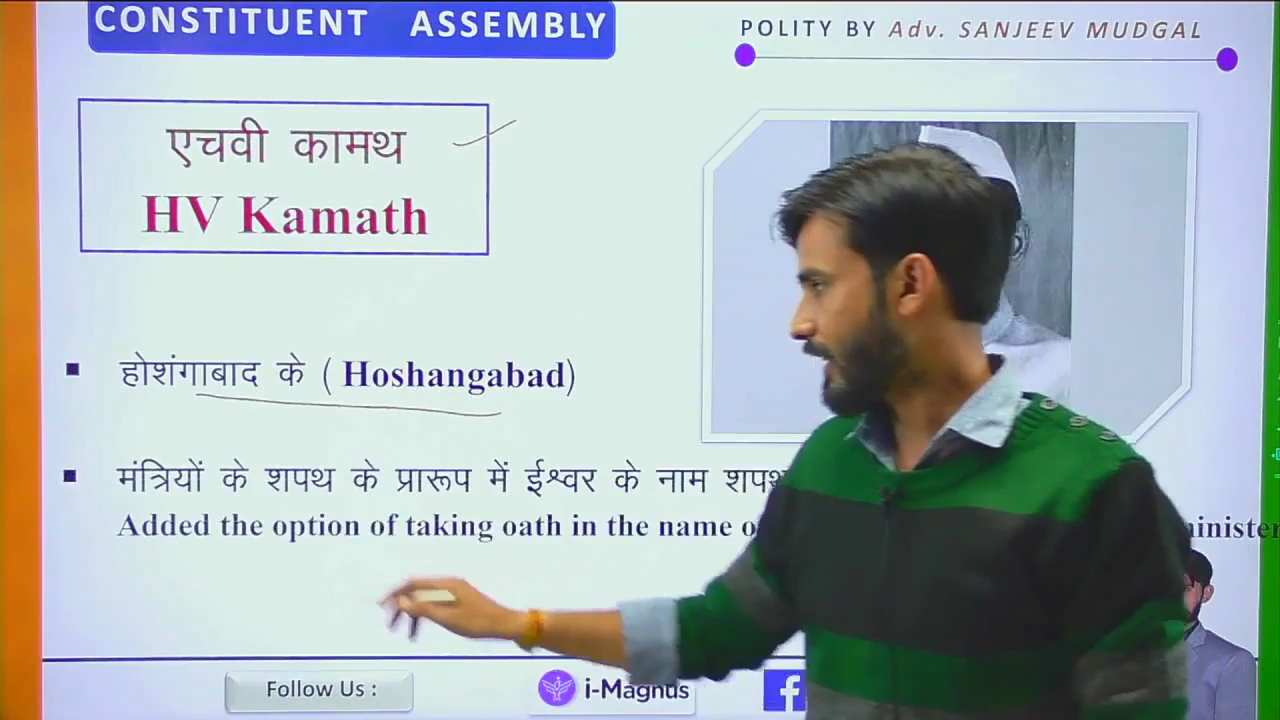 CONSTITUENT ASSEMBLY
POLITY BY Adv. SANJEEV MUDGAL
एचवी कामथ
HV Kamath
होशंगाबाद के ( Hoshangabad)
मंत्रियों के शपथ के प्रारूप में ईश्वर के नाम
Added the option of taking oath in the name
Follow Us :
i-Magnus